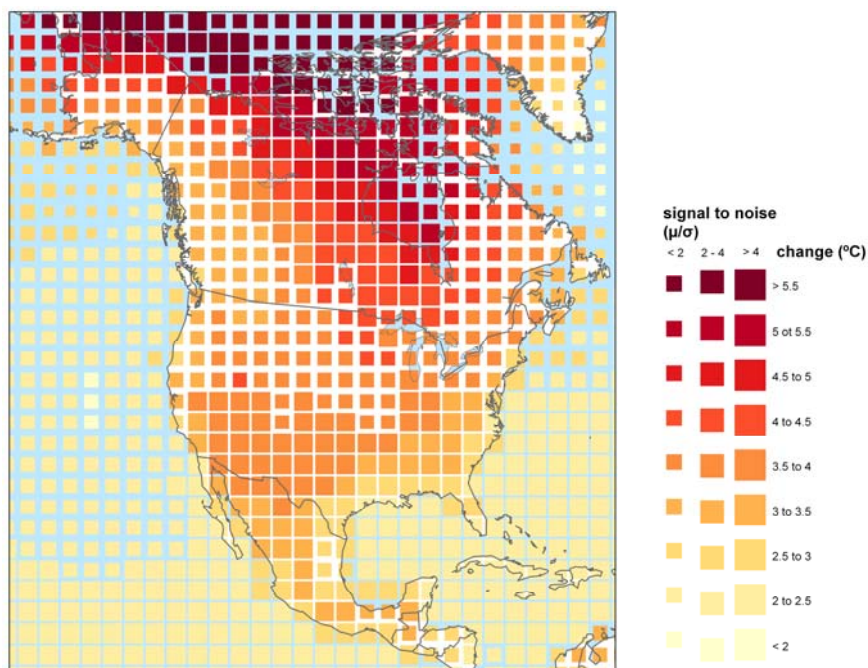 signal to noise
(μ/σ)
< 2 2 - 4 > 4 change (ºC)
> 5.5
5 ot 5.5
4.5 to 5
4 to 4.5
3.5 to 4
3 to 3.5
2.5 to 3
2 to 2.5
< 2